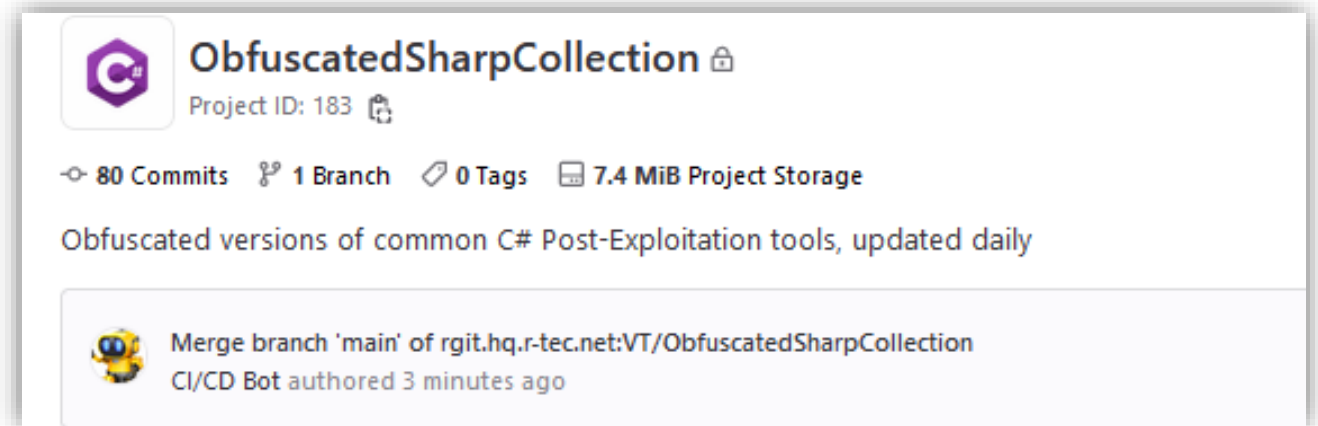 C#
ObfuscatedSharpCollection
Project ID: 183
80 Commits 1 Branch 0 Tags 7.4 MiB Project Storage
Obfuscated versions of common C# Post-Exploitation tools, updated daily
Merge branch 'main' of rgit.hq.r-tec.net:VT/ObfuscatedSharpCollection
CI/CD Bot authored 3 minutes ago